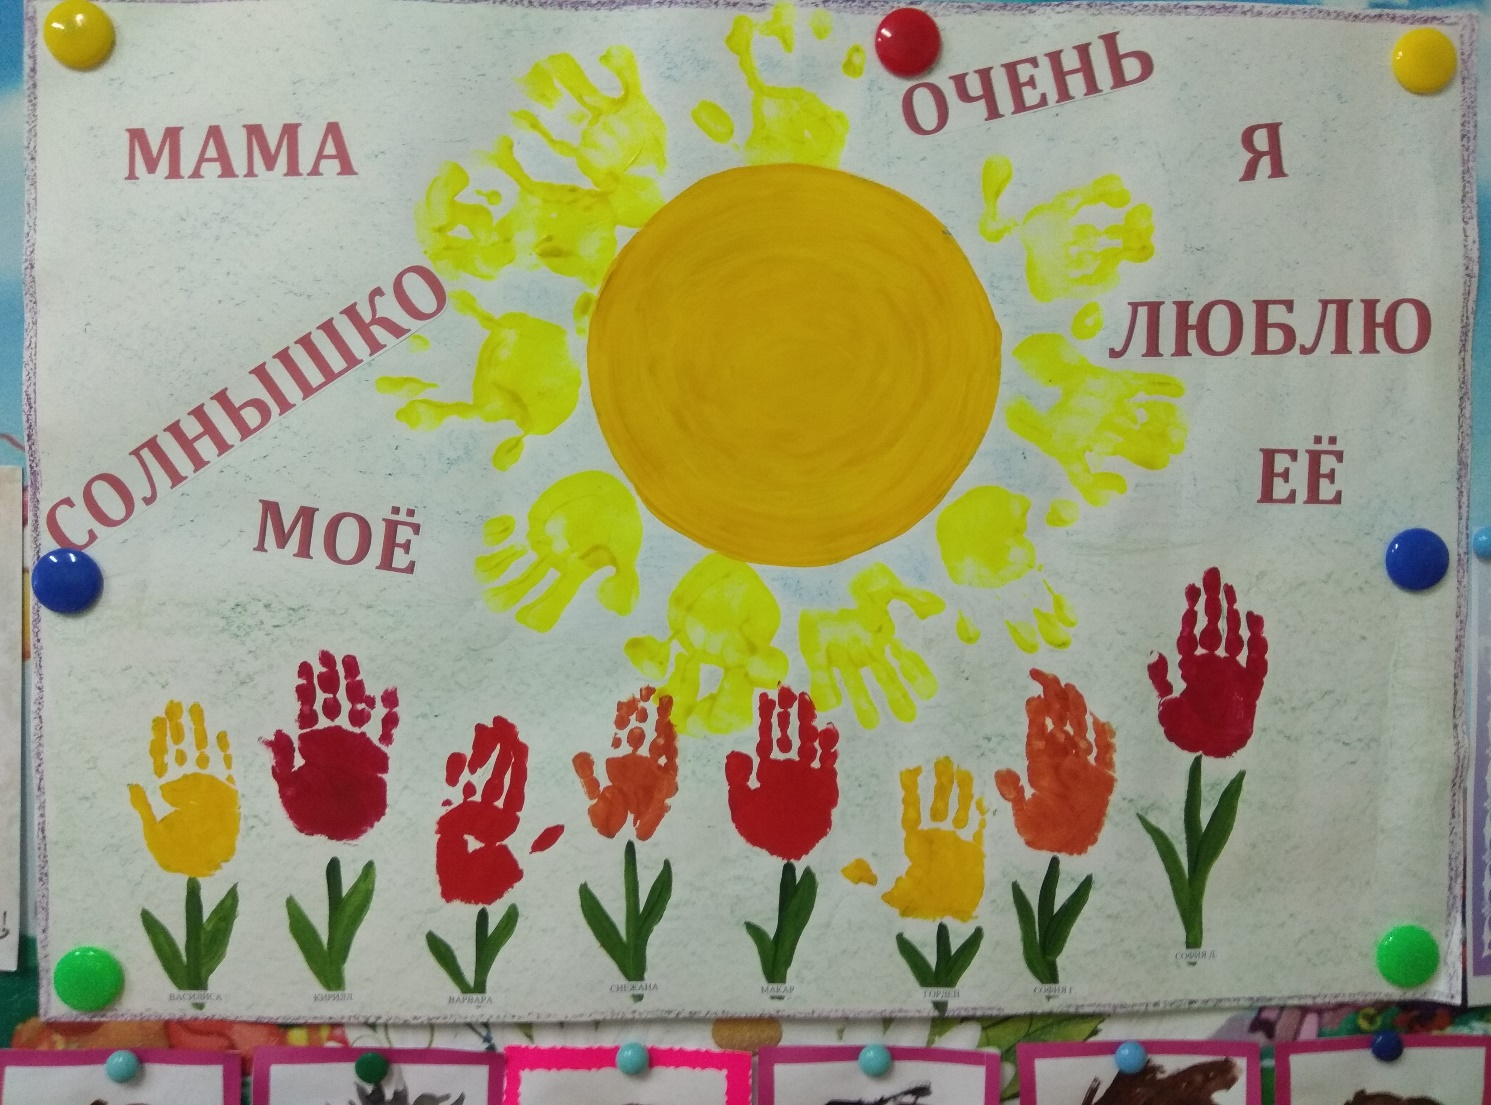 МАМА
СОЛНЫШКО
МОЁ
Я
ОЧЕНЬ
ЛЮБЛЮ
ЕЁ
ВАСИЛИСА
КИРИЛЛ
ВАРВАРА
СНЕЖАНА
МАКАР
ГОРДЕЙ
СОФИЯ Г
СОФИЯ Д